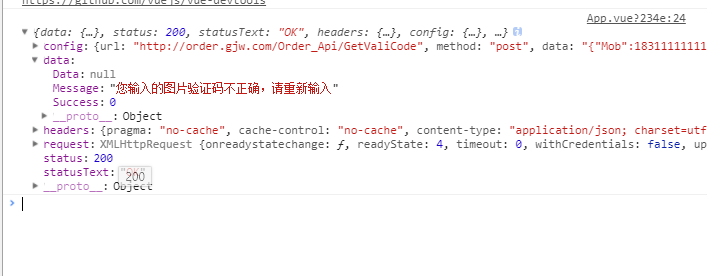 https://github.com/vuejs/vue-devtools
App.vue?234e:24
{data: {…}, status: 200, statusText: "OK", headers: {…}, config: {…}, …}
config: {url: "http://order.gjw.com/Order_Api/GetValiCode", method: "post", data: "{"Mob":18311111111
data:
Data: null
Message: "您输入的图片验证码不正确，请重新输入"
Success: 0
__proto__: Object
headers: {pragma: "no-cache", cache-control: "no-cache", content-type: "application/json; charset=utf
request: XMLHttpRequest {onreadystatechange: ƒ, readyState: 4, timeout: 0, withCredentials: false, up
status: 200
statusText: "OK"
200
__proto__: Object